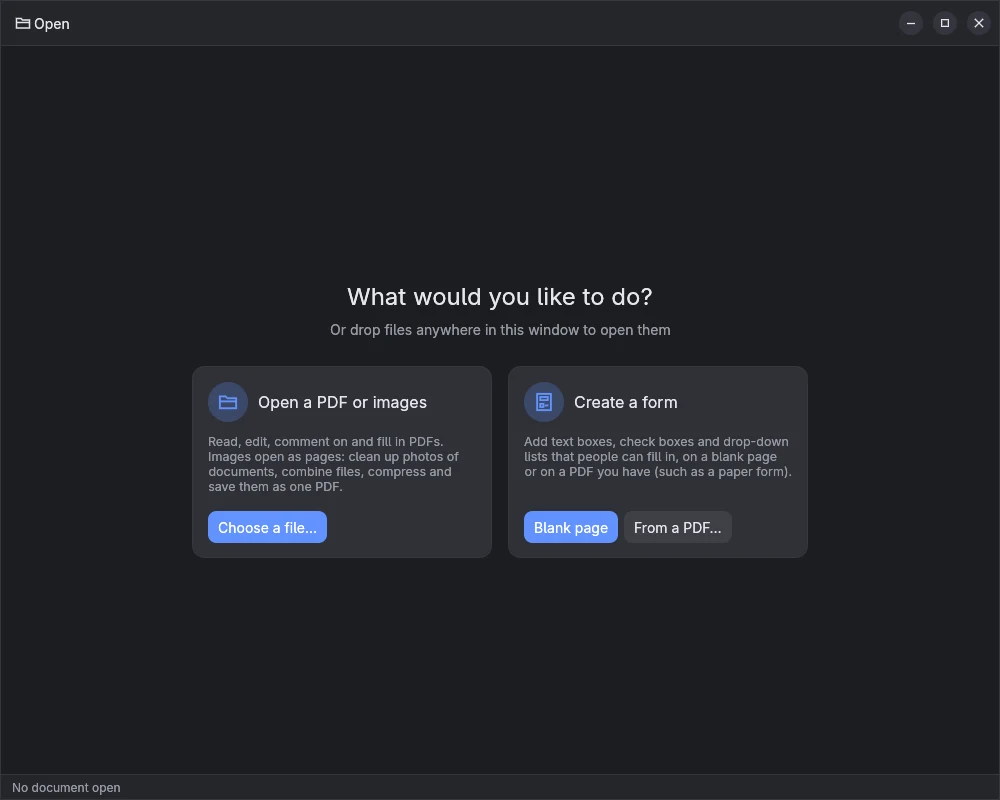 Open
What would you like to do?
Or drop files anywhere in this window to open them
Open a PDF or images
Read, edit, comment on and fill in PDFs.
Images open as pages: clean up photos of
documents, combine files, compress and
save them as one PDF.
Choose a file...
Create a form
Add text boxes, check boxes and drop-down
lists that people can fill in, on a blank page
or on a PDF you have (such as a paper form).
Blank page
From a PDF...
No document open